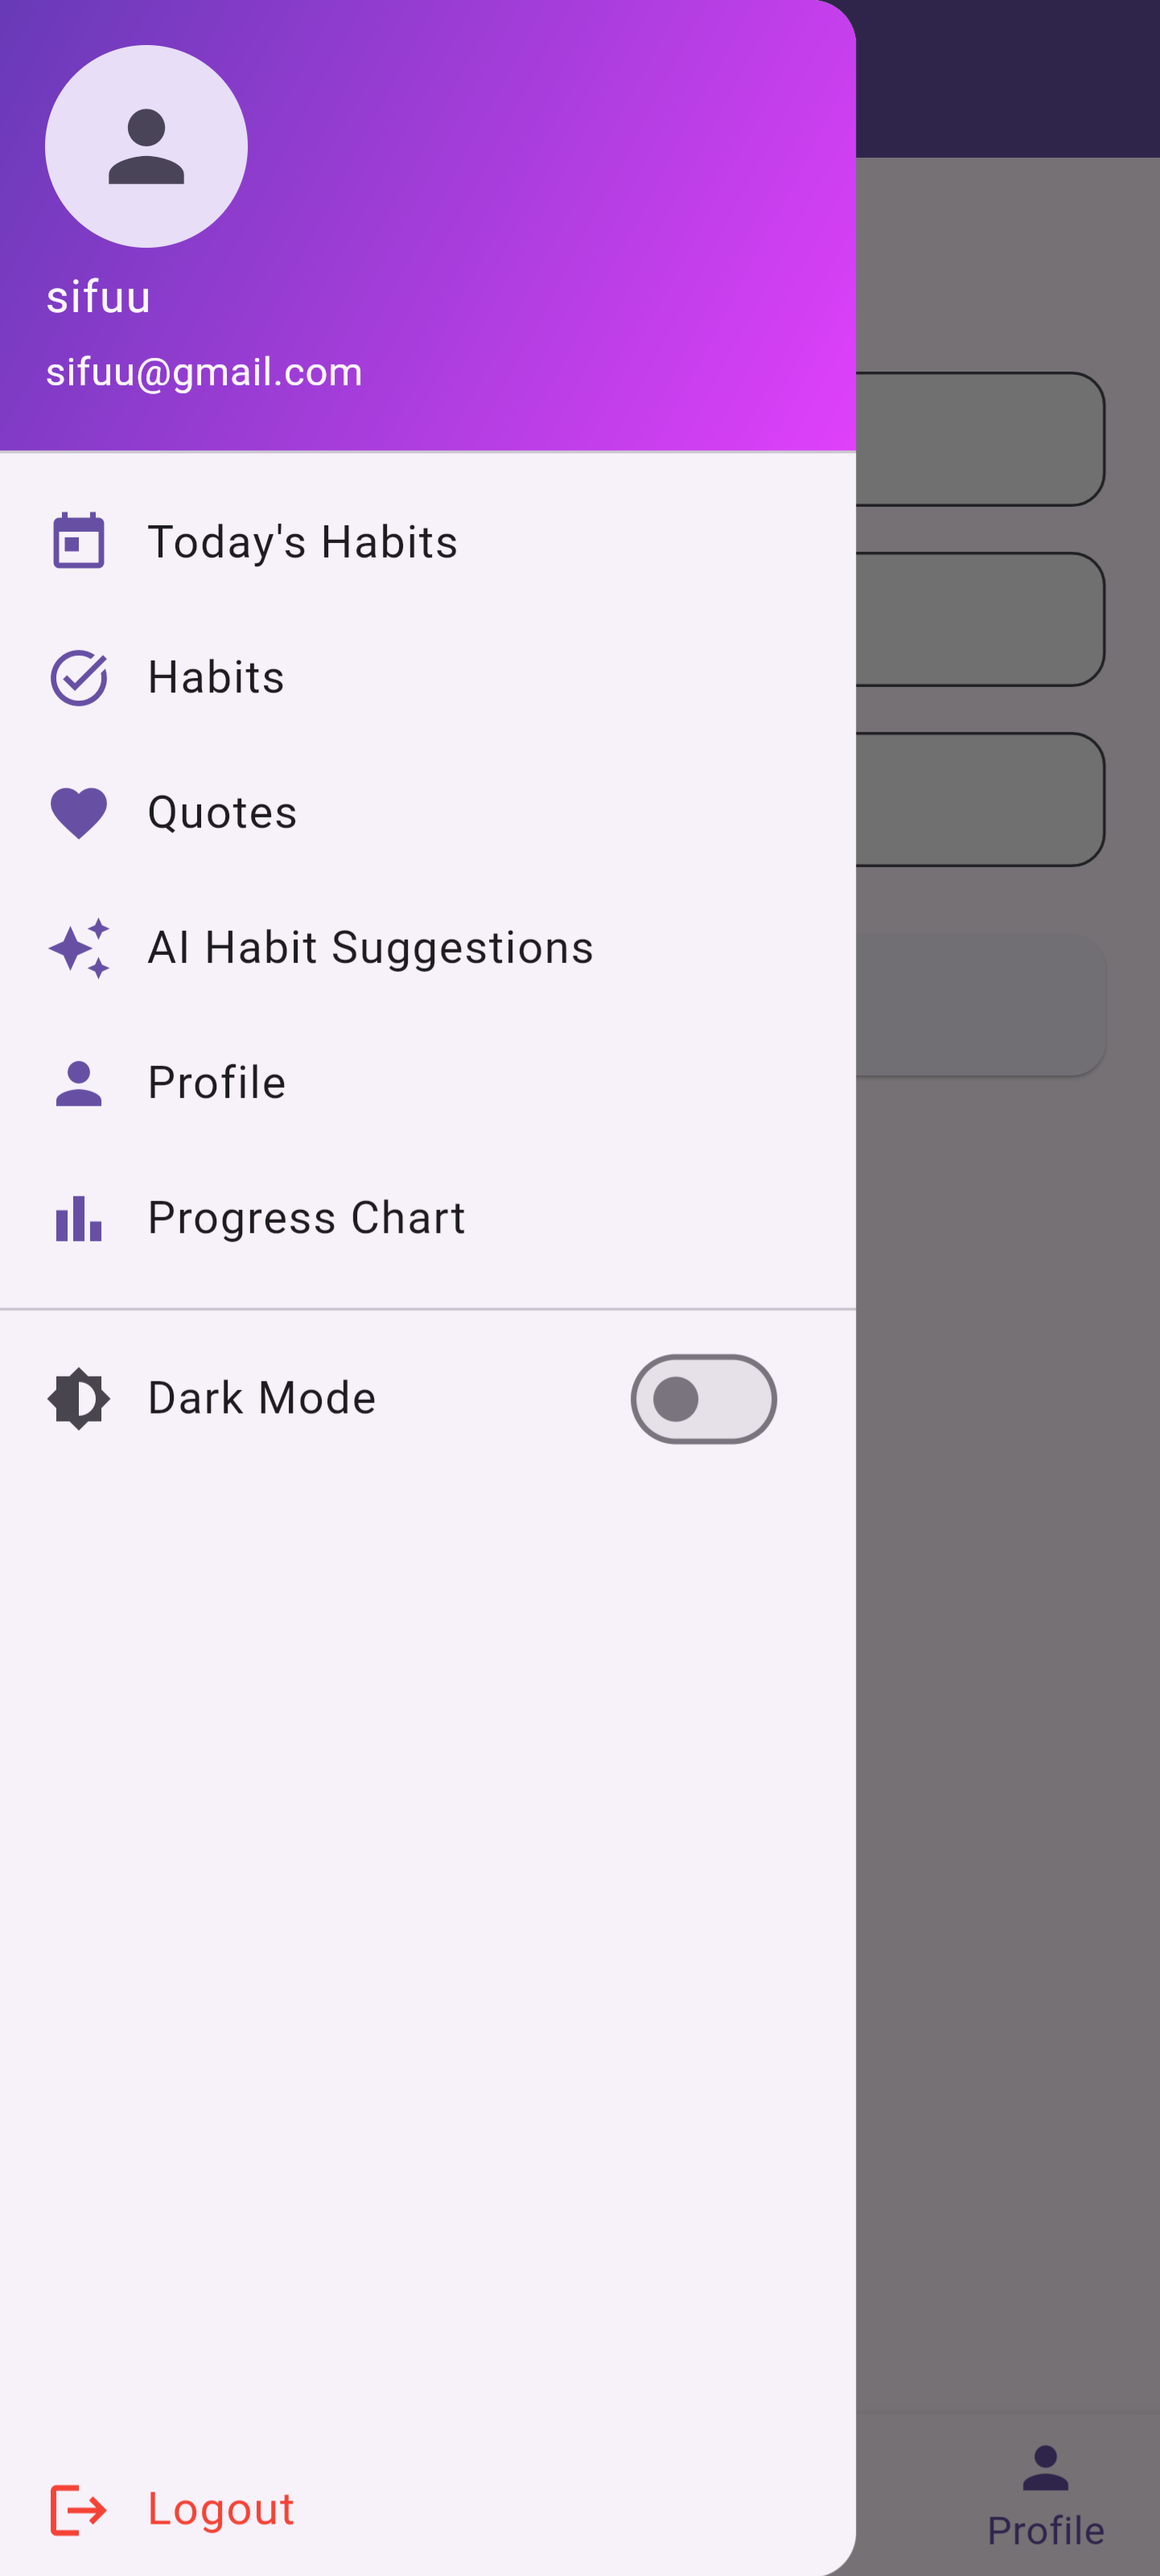 sifuu
sifuu@gmail.com
Today's Habits
Habits
Quotes
AI Habit Suggestions
Profile
Progress Chart
Dark Mode
Logout
Profile